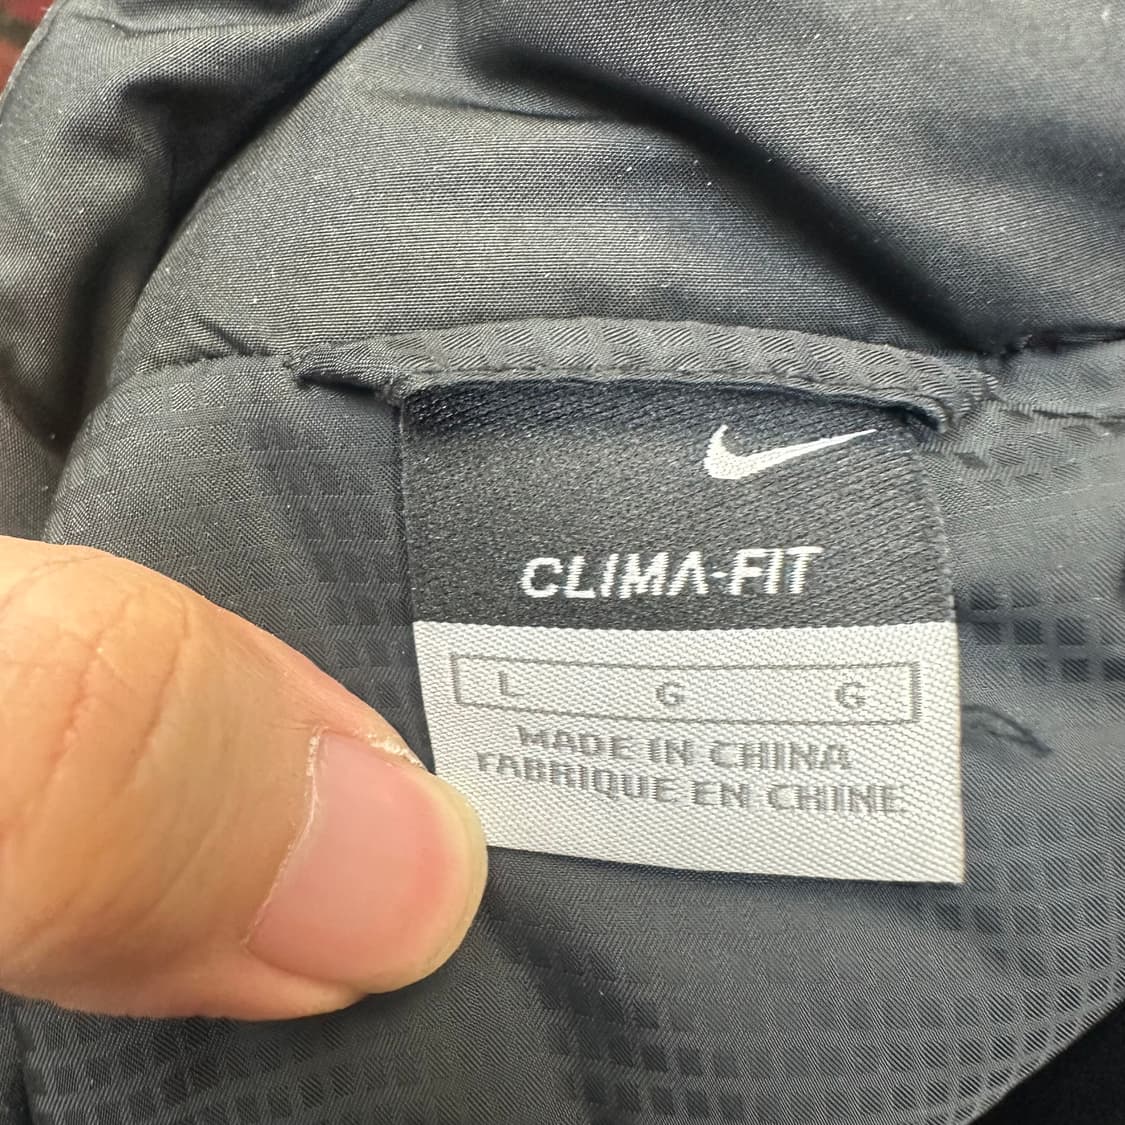 CLIMA-FIT
L G G
MADE IN CHINA
FABRIQUE EN CHINE